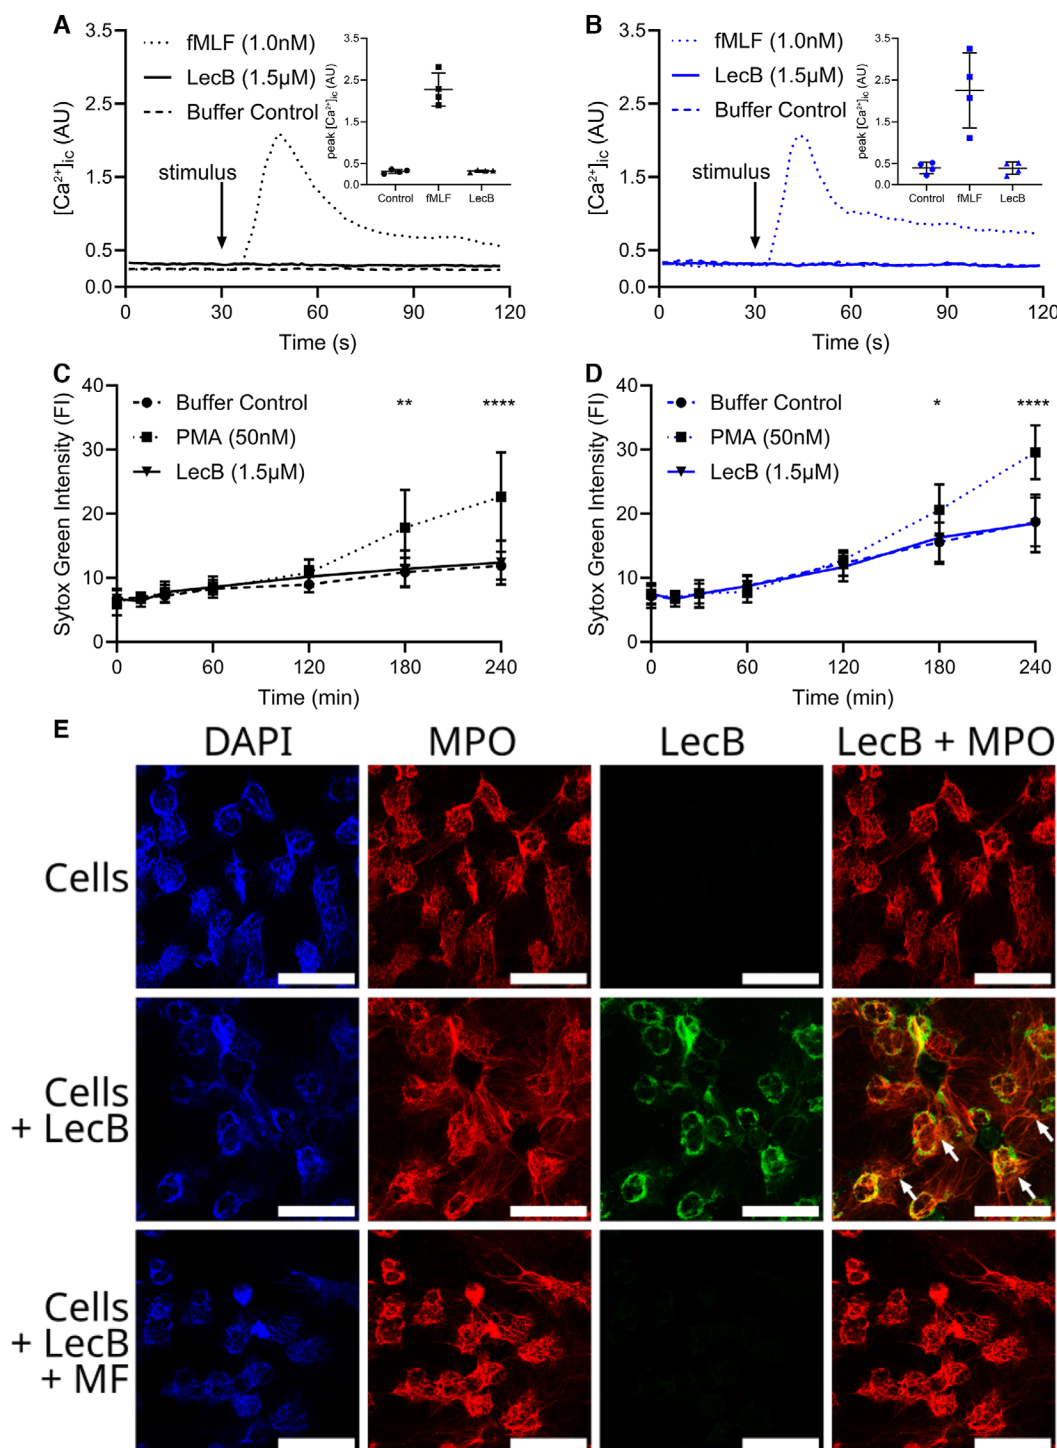 A
3.5
2.5
1.5
0.5
0.0
[Ca²⁺]ic (AU)
fMLF (1.0nM)
LecB (1.5µM)
Buffer Control
stimulus
0
30
60
90
120
Time (s)
3.5
2.5
1.5
0.5
0.0
peak [Ca²⁺]ic (AU)
Control
fMLF
LecB
B
3.5
2.5
1.5
0.5
0.0
[Ca²⁺]ic (AU)
fMLF (1.0nM)
LecB (1.5µM)
Buffer Control
stimulus
0
30
60
90
120
Time (s)
3.5
2.5
1.5
0.5
0.0
peak [Ca²⁺]ic (AU)
Control
fMLF
LecB
C
40
30
20
10
0
Sytox Green Intensity (FI)
Buffer Control
PMA (50nM)
LecB (1.5µM)
**
****
0
60
120
180
240
Time (min)
D
40
30
20
10
0
Sytox Green Intensity (FI)
Buffer Control
PMA (50nM)
LecB (1.5µM)
*
****
0
60
120
180
240
Time (min)
E
DAPI
MPO
LecB
LecB + MPO
Cells
Cells
+ LecB
Cells
+ LecB
+ MF